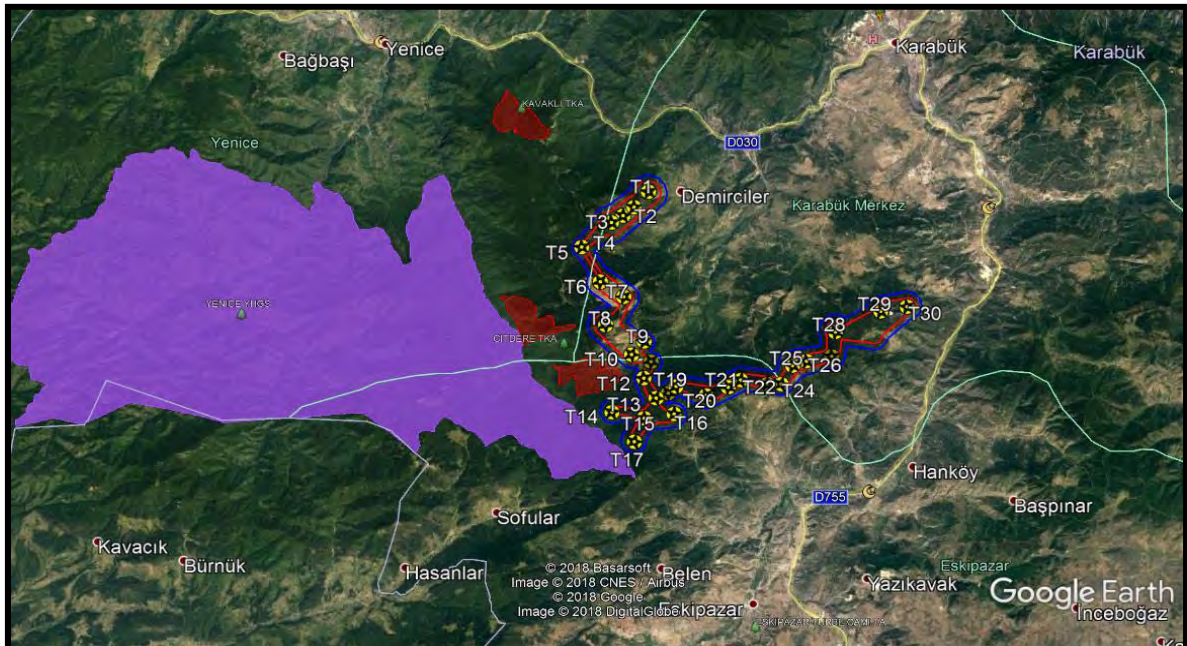 Karabük
Yenice
Bağbaşı
Karabük
H
KAVAKLI TKA
Yenice
D030
Demirciler
T1
Karabük Merkez
T2
T3
T4
T5
T6
T7
YENICE YHGS
T29
T30
T8
T28
CITDERE TKA
T9
T10
T25
T26
T12
T19
T21
T22
T24
T20
T13
T14
T15
T16
T17
Hanköy
D755
Başpınar
Sofular
Kavacık
Bürnük
Hasanlar
© 2018 Basarsoft
Belen
Image © 2018 CNES / Airbus
Eskipazar
© 2018 Google
Yazıkavak
Google Earth
Image © 2018 DigitalGlobe
Eskipazar
İnceboğaz